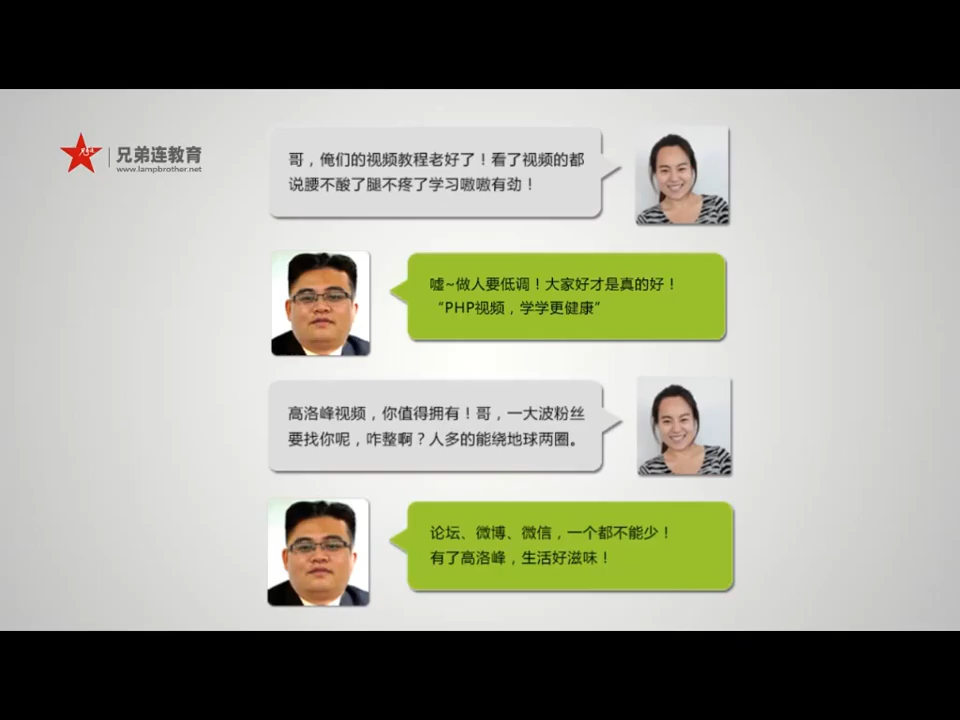 兄弟连教育
www.lampbrother.net
哥，俺们的视频教程老好了！看了视频的都
说腰不酸了腿不疼了学习嗷嗷有劲！
嘘~做人要低调！大家好才是真的好！
“PHP视频，学学更健康”
高洛峰视频，你值得拥有！哥，一大波粉丝
要找你呢，咋整啊？人多的能绕地球两圈。
论坛、微博、微信，一个都不能少！
有了高洛峰，生活好滋味！